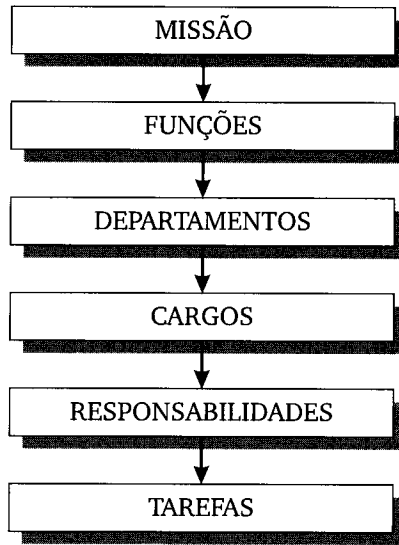 MISSÃO
FUNÇÕES
DEPARTAMENTOS
CARGOS
RESPONSABILIDADES
TAREFAS